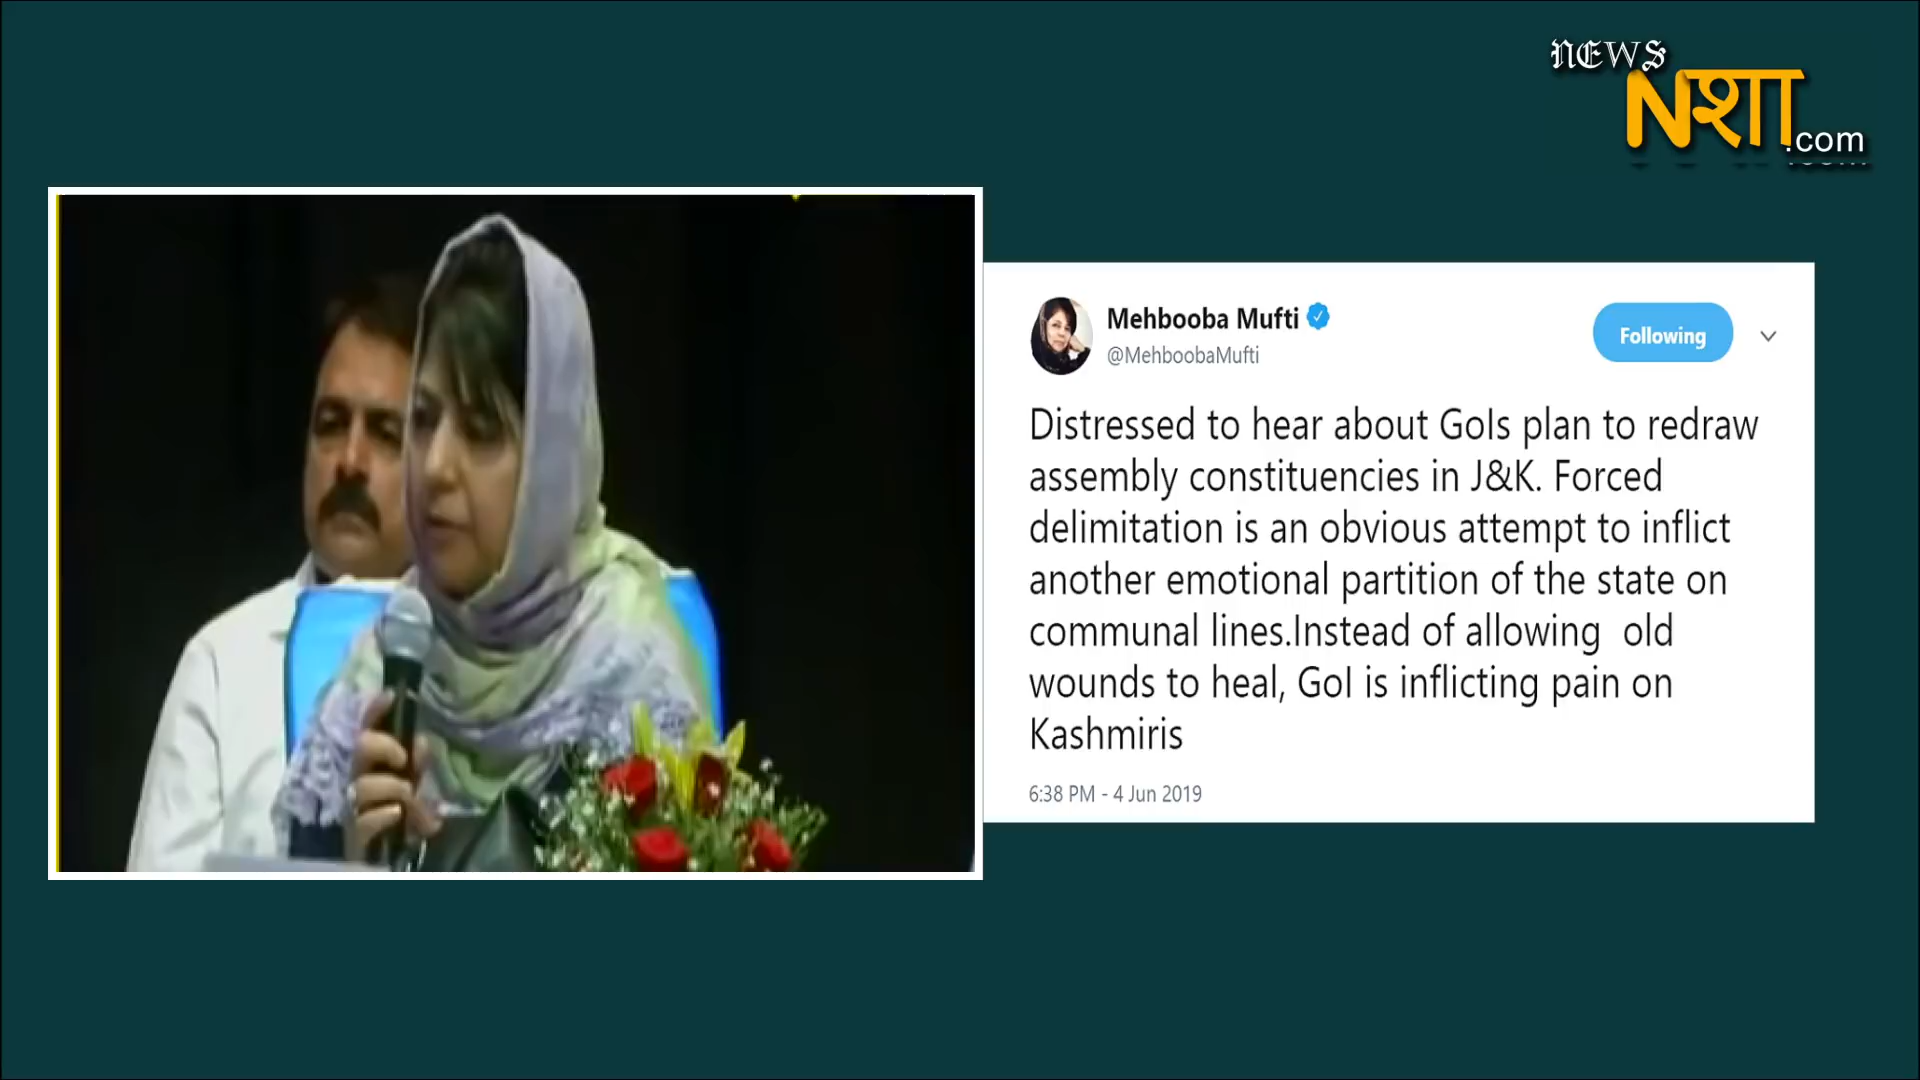 NEWS
Nशा.com
Mehbooba Mufti
@MehboobaMufti
Following
Distressed to hear about GoIs plan to redraw
assembly constituencies in J&K. Forced
delimitation is an obvious attempt to inflict
another emotional partition of the state on
communal lines.Instead of allowing  old
wounds to heal, GoI is inflicting pain on
Kashmiris
6:38 PM - 4 Jun 2019